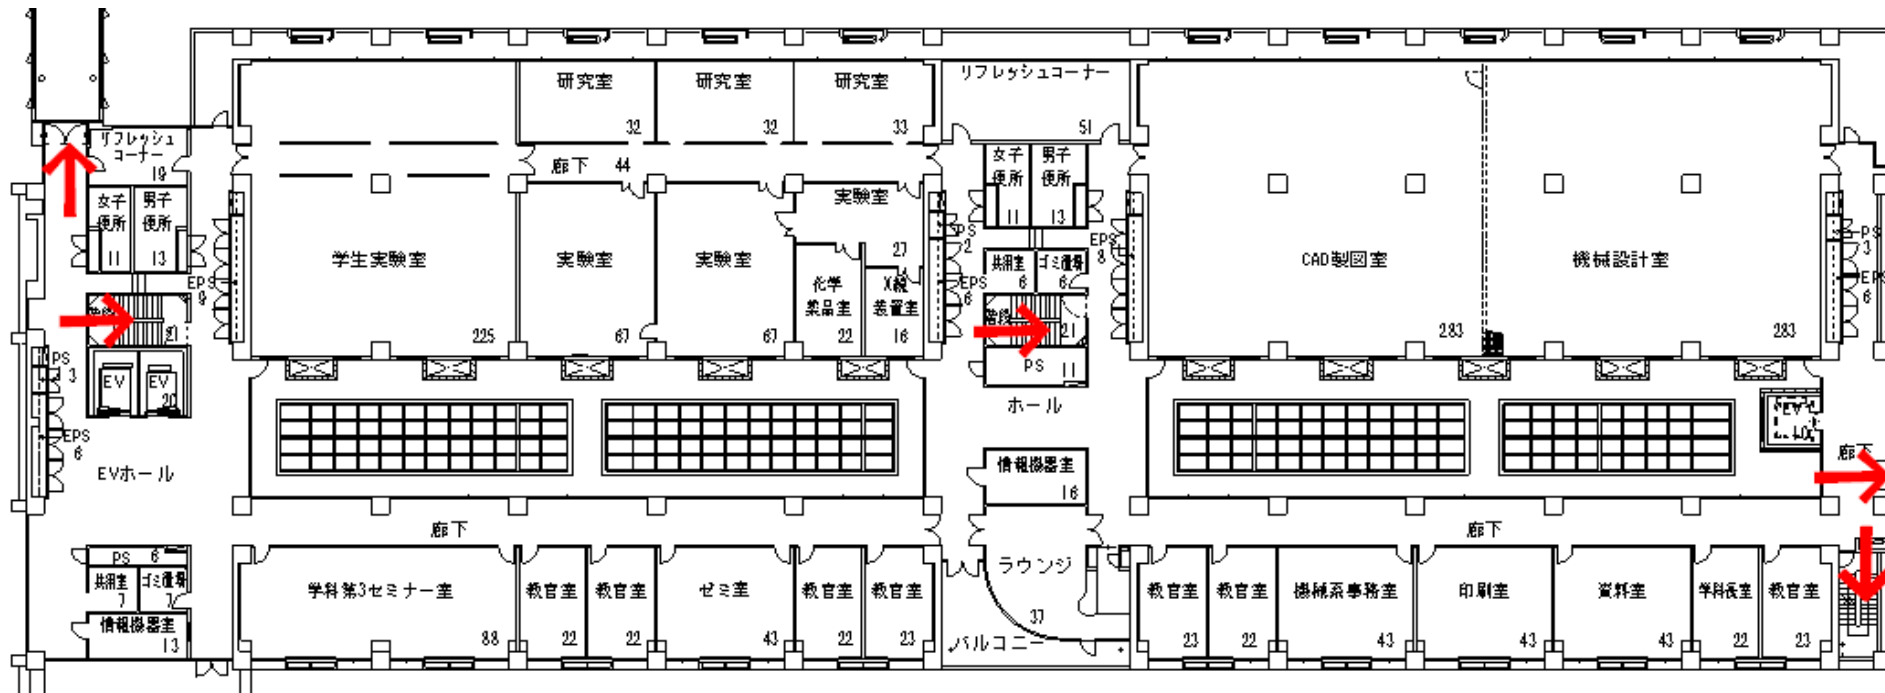 研究室
32
研究室
32
研究室
33
リフレッシュコーナー
51
リフレッシュ
コーナー
19
廊下 44
女子
便所
11
男子
便所
13
女子
便所
11
男子
便所
13
実験室
27
PS
2
EPS
9
学生実験室
225
実験室
67
実験室
67
化学
薬品室
22
X線
装置室
16
EPS
6
共用室
6
ゴミ置場
6
EPS
8
CAD製図室
283
機械設計室
283
PS
3
EPS
6
階段
21
階段
21
PS 11
PS
3
EV
EV
20
EPS
6
EVホール
ホール
情報機器室
16
EV
廊下
廊下
廊下
PS 6
共用室
7
ゴミ置場
7
情報機器室
13
学科第3セミナー室
88
教官室
22
教官室
22
ゼミ室
43
教官室
22
教官室
23
ラウンジ
37
バルコニー
教官室
23
教官室
22
機械系事務室
43
印刷室
43
資料室
43
学科長室
22
教官室
23